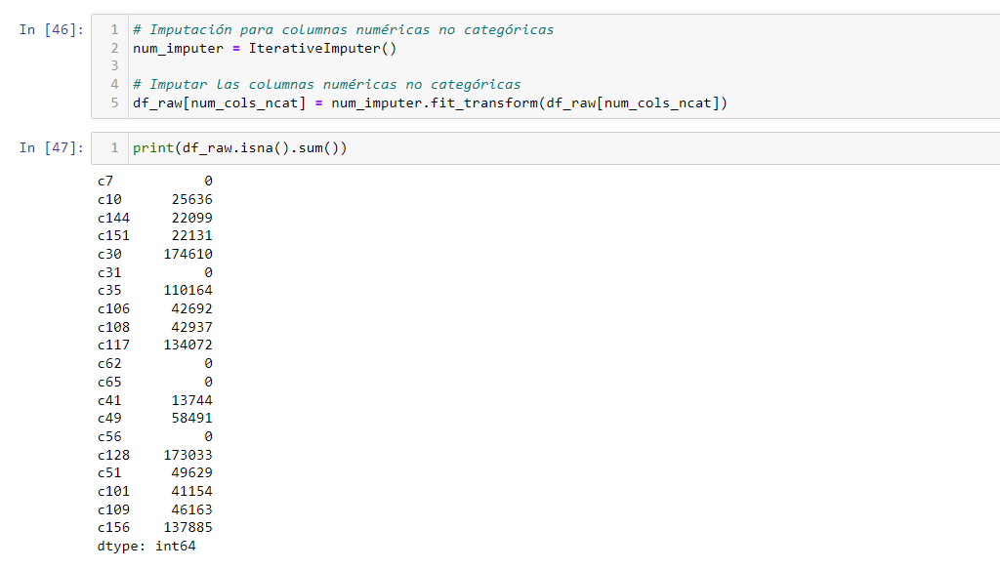 In [46]:
1 # Imputación para columnas numéricas no categóricas
2 num_imputer = IterativeImputer()
3
4 # Imputar las columnas numéricas no categóricas
5 df_raw[num_cols_ncat] = num_imputer.fit_transform(df_raw[num_cols_ncat])
In [47]:
1 print(df_raw.isna().sum())
c7 0
c10 25636
c144 22099
c151 22131
c30 174610
c31 0
c35 110164
c106 42692
c108 42937
c117 134072
c62 0
c65 0
c41 13744
c49 58491
c56 0
c128 173033
c51 49629
c101 41154
c109 46163
c156 137885
dtype: int64